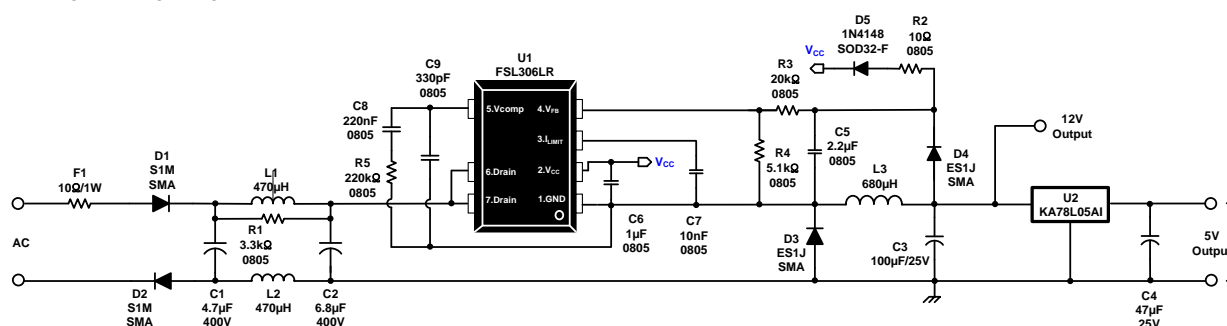 F1
10Ω/1W
D1
S1M
SMA
L1
470µH
R1
3.3kΩ
0805
AC
D2
S1M
SMA
C1
4.7µF
400V
L2
470µH
C2
6.8µF
400V
C8
220nF
0805
R5
220kΩ
0805
C9
330pF
0805
U1
FSL306LR
5.Vcomp
6.Drain
7.Drain
4.VFB
3.ILIMIT
2.VCC
1.GND
VCC
C6
1µF
0805
C7
10nF
0805
VCC
D5
1N4148
SOD32-F
R2
10Ω
0805
R3
20kΩ
0805
R4
5.1kΩ
0805
C5
2.2µF
0805
D4
ES1J
SMA
L3
680µH
D3
ES1J
SMA
C3
100µF/25V
12V
Output
U2
KA78L05AI
5V
Output
C4
47µF
25V